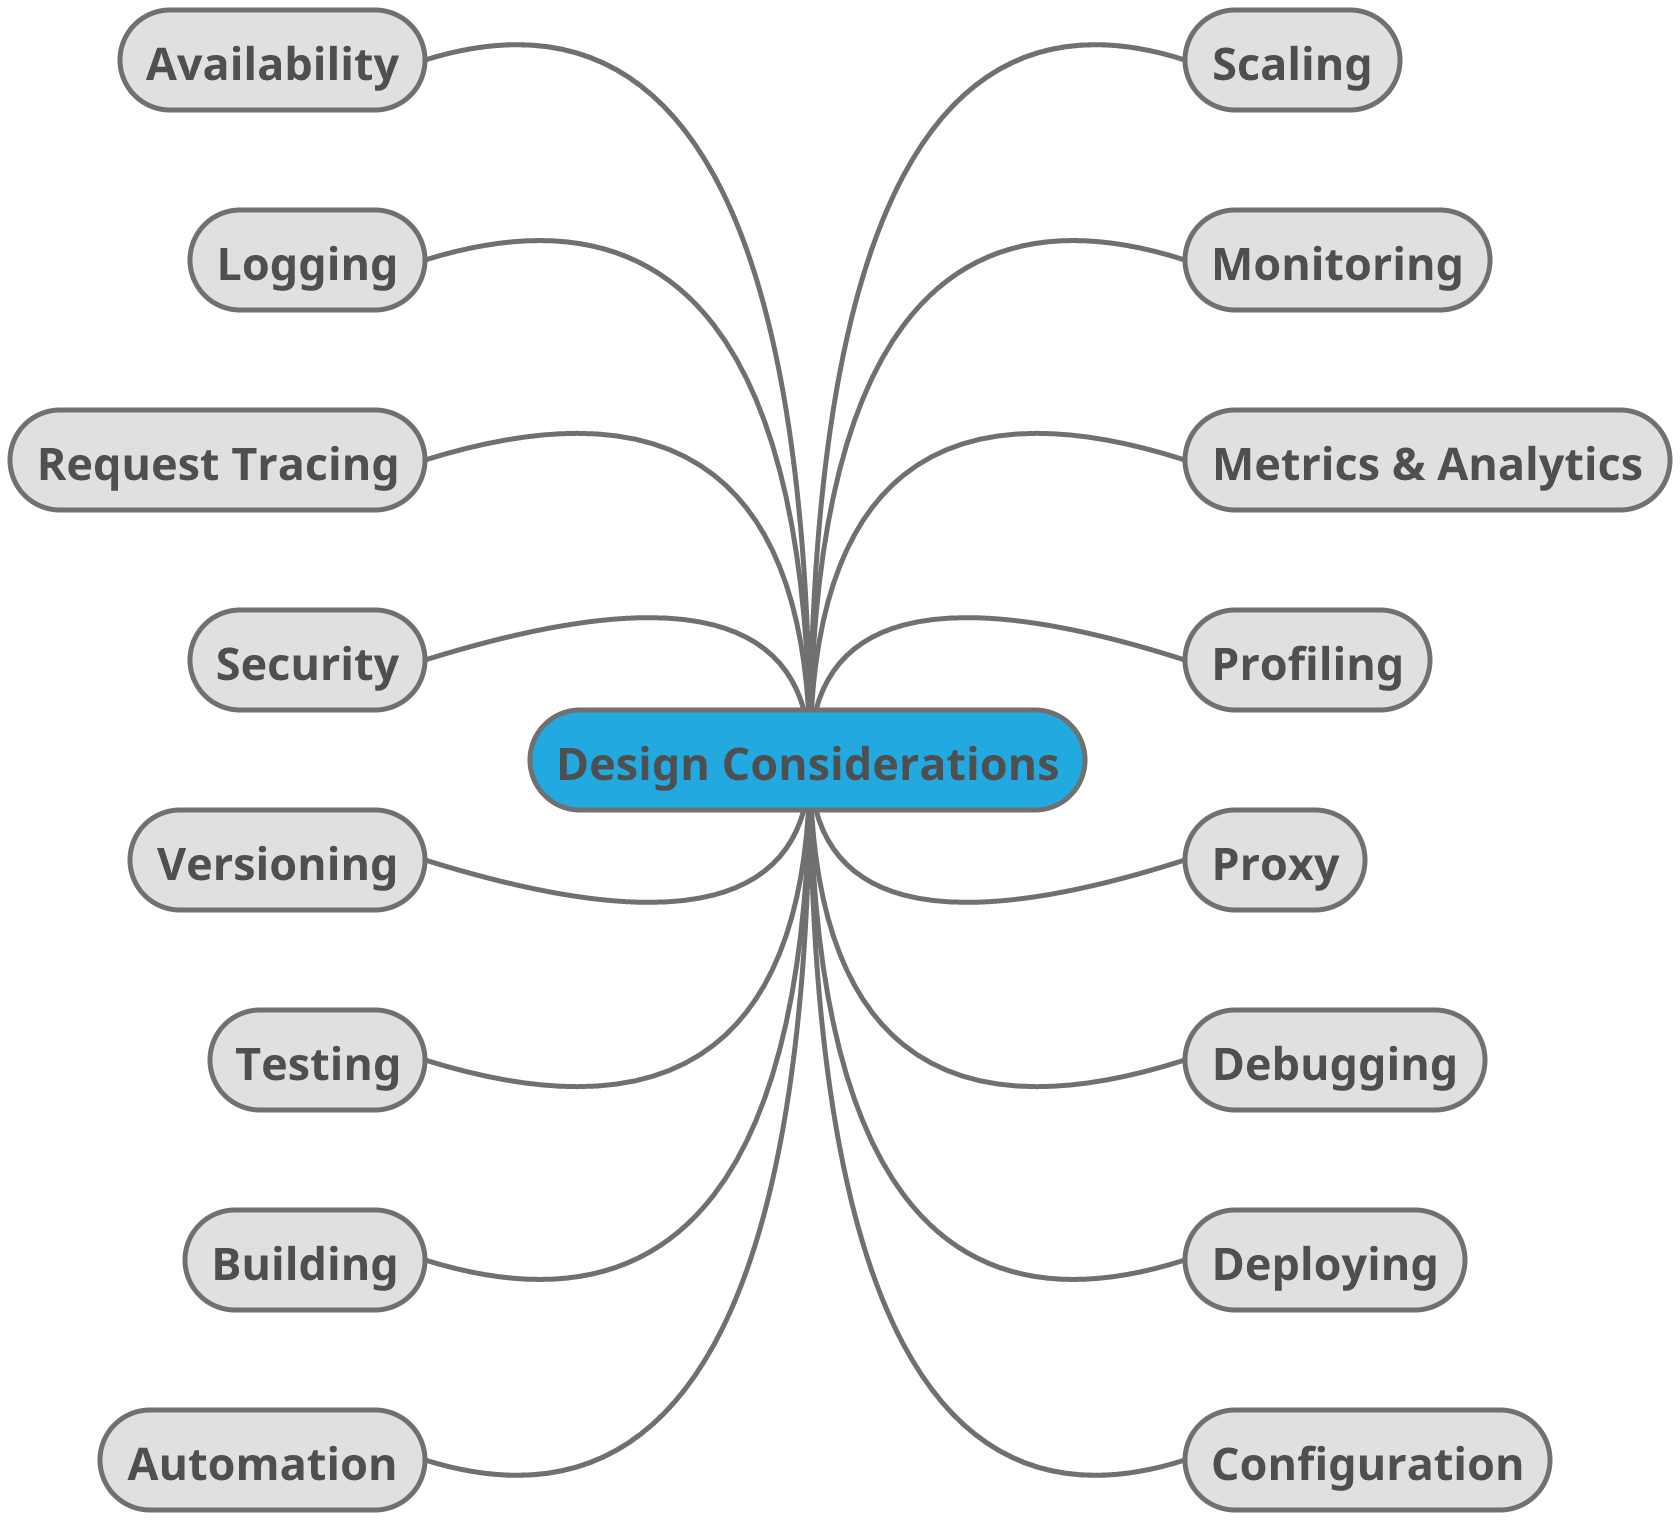 Availability
Scaling
Logging
Monitoring
Request Tracing
Metrics & Analytics
Security
Profiling
Design Considerations
Versioning
Proxy
Testing
Debugging
Building
Deploying
Automation
Configuration